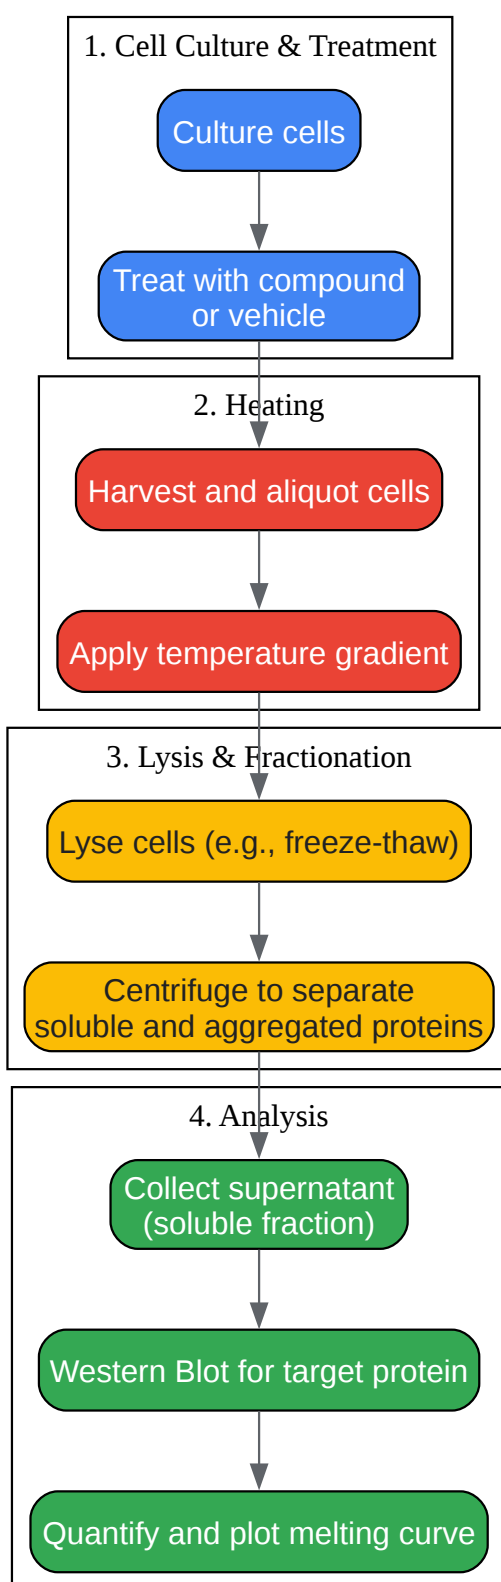 1. Cell Culture & Treatment
Culture cells
Treat with compound
or vehicle
2. Heating
Harvest and aliquot cells
Apply temperature gradient
3. Lysis & Fractionation
Lyse cells (e.g., freeze-thaw)
Centrifuge to separate
soluble and aggregated proteins
4. Analysis
Collect supernatant
(soluble fraction)
Western Blot for target protein
Quantify and plot melting curve